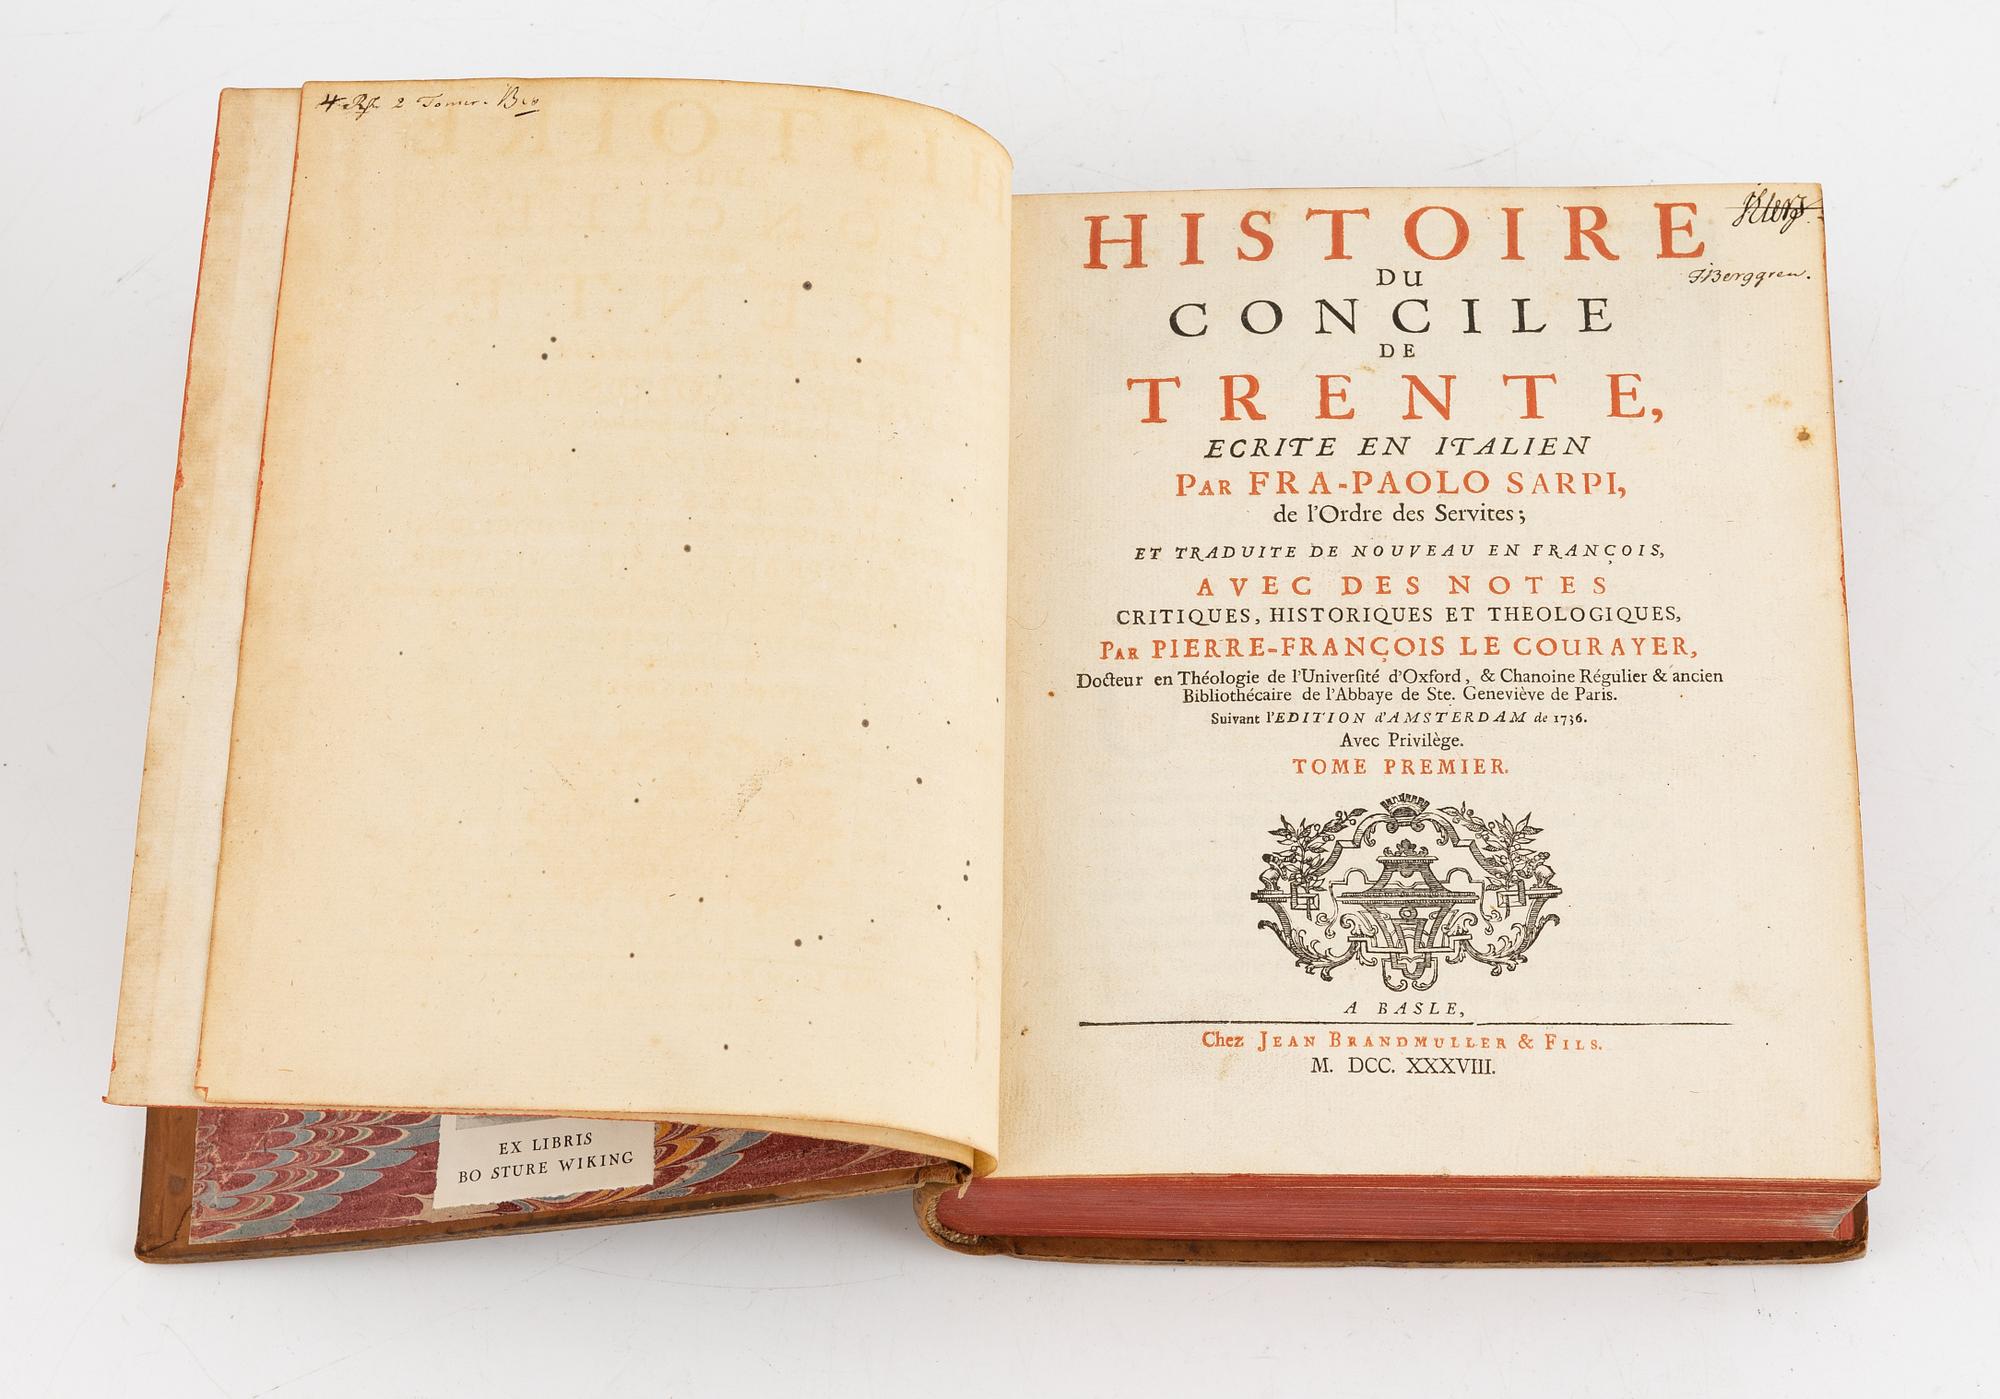 2 Tomer.
HISTOIRE
DU
CONCILE
DE
TRENTE,
ECRITE EN ITALIEN
PAR FRA-PAOLO SARPI,
de l'Ordre des Servites;
ET TRADUITE DE NOUVEAU EN FRANÇOIS,
AVEC DES NOTES
CRITIQUES, HISTORIQUES ET THEOLOGIQUES,
PAR PIERRE-FRANÇOIS LE COURAYER,
Docteur en Théologie de l'Université d'Oxford, & Chanoine Régulier & ancien
Bibliothécaire de l'Abbaye de Ste. Geneviève de Paris.
Suivant l'EDITION d'AMSTERDAM de 1736.
Avec Privilège.
TOME PREMIER.
A BASLE,
Chez JEAN BRANDMULLER & FILS.
M. DCC. XXXVIII.
Berggren.
EX LIBRIS
BO STURE WIKING